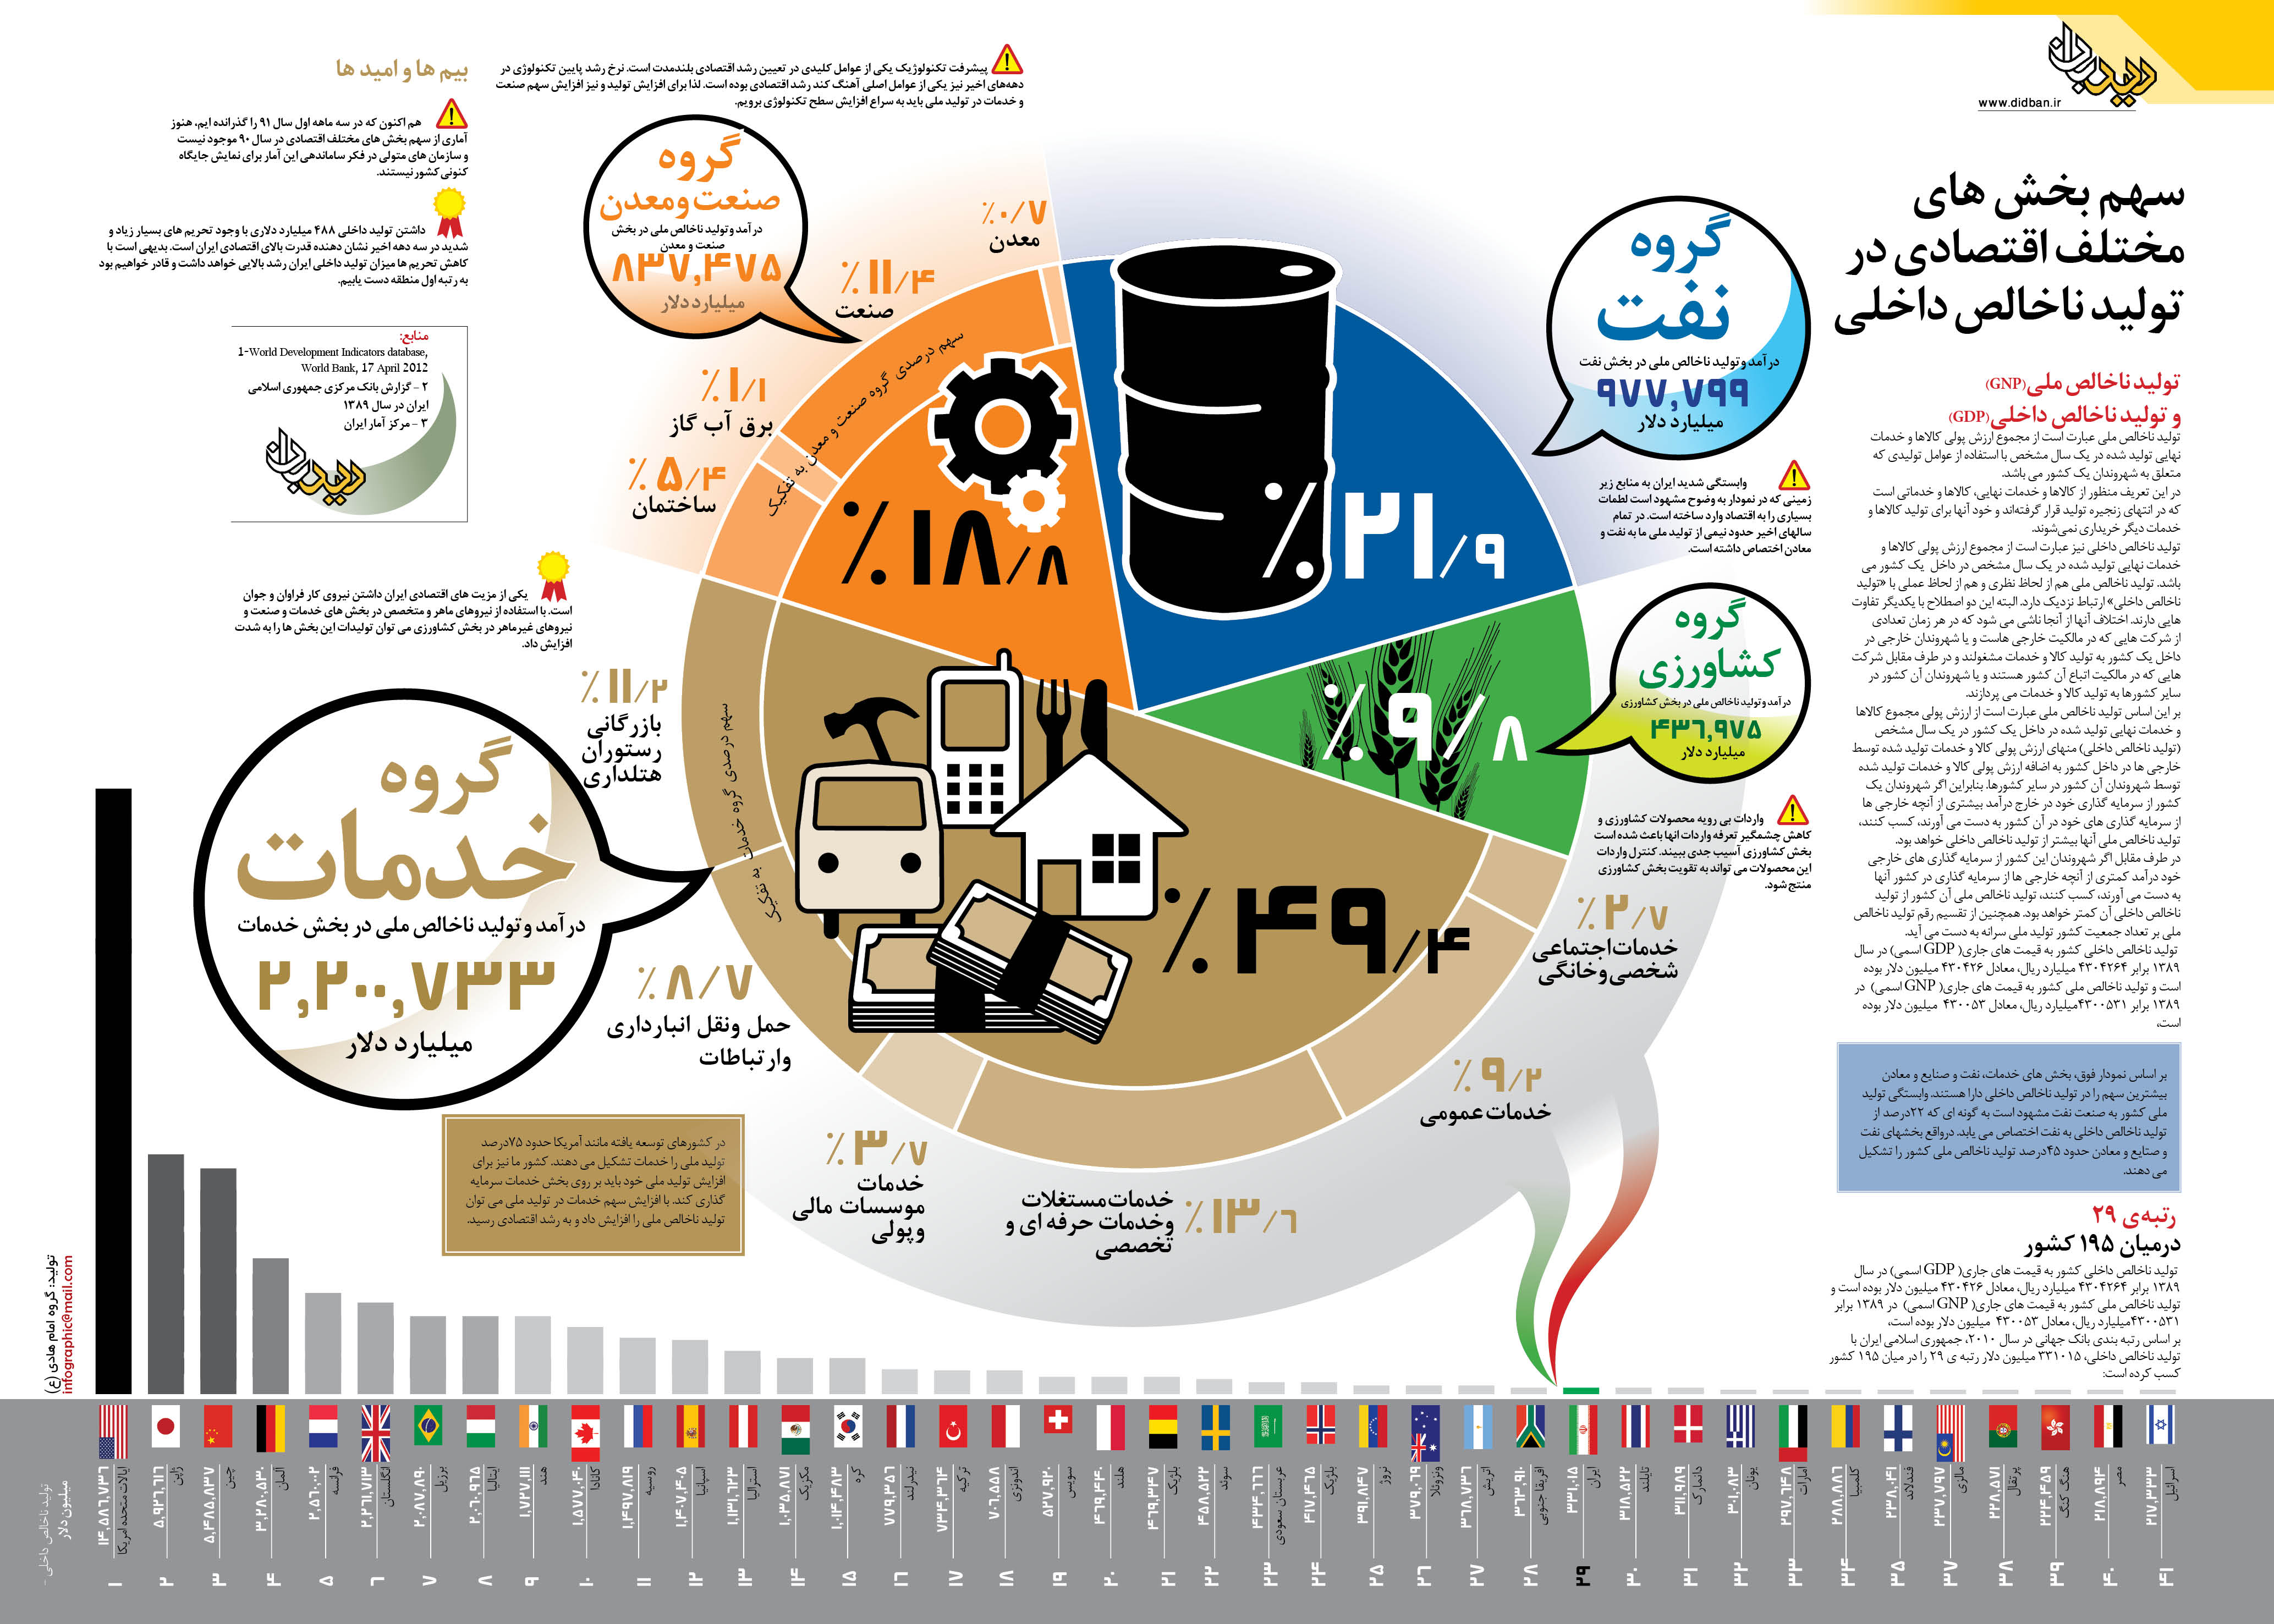 دیدبان
www.didban.ir
سهم بخش های
مختلف اقتصادی در
تولید ناخالص داخلی
تولید ناخالص ملی(GNP)
و تولید ناخالص داخلی(GDP)
تولید ناخالص ملی عبارت است از مجموع ارزش پولی کالاها و خدمات
نهایی تولید شده در یک سال مشخص با استفاده از عوامل تولیدی که
متعلق به شهروندان یک کشور می باشد.
در این تعریف منظور از کالاها و خدمات نهایی، کالاها و خدماتی است
که در انتهای زنجیره تولید قرار گرفته‌اند و خود آنها برای تولید کالاها و
خدمات دیگر خریداری نمی‌شوند.
تولید ناخالص داخلی نیز عبارت است از مجموع ارزش پولی کالاها و
خدمات نهایی تولید شده در یک سال مشخص در داخل یک کشور می
باشد. تولید ناخالص ملی هم از لحاظ نظری و هم از لحاظ عملی با «تولید
ناخالص داخلی» ارتباط نزدیک دارد. البته این دو اصطلاح با یکدیگر تفاوت
هایی دارند. اختلاف آنها از آنجا ناشی می شود که در هر زمان تعدادی
از شرکت هایی که در مالکیت خارجی هاست و یا شهروندان خارجی در
داخل یک کشور به تولید کالا و خدمات مشغولند و در طرف مقابل شرکت
هایی که در مالکیت اتباع آن کشور هستند و یا شهروندان آن کشور در
سایر کشورها به تولید کالا و خدمات می پردازند.
بر این اساس تولید ناخالص ملی عبارت است از ارزش پولی مجموع کالاها
و خدمات نهایی تولید شده در داخل یک کشور در یک سال مشخص
(تولید ناخالص داخلی) منهای ارزش پولی کالا و خدمات تولید شده توسط
خارجی ها در داخل کشور به اضافه ارزش پولی کالا و خدمات تولید شده
توسط شهروندان آن کشور در سایر کشورها. بنابراین اگر شهروندان یک
کشور از سرمایه گذاری خود در خارج درآمد بیشتری از آنچه خارجی ها
از سرمایه گذاری های خود در آن کشور به دست می آورند، کسب کنند،
تولید ناخالص ملی آنها بیشتر از تولید ناخالص داخلی خواهد بود.
در طرف مقابل اگر شهروندان این کشور از سرمایه گذاری های خارجی
خود درآمد کمتری از آنچه خارجی ها از سرمایه گذاری در کشور آنها
به دست می آورند، کسب کنند، تولید ناخالص ملی آن کشور از تولید
ناخالص داخلی آن کمتر خواهد بود. همچنین از تقسیم رقم تولید ناخالص
ملی بر تعداد جمعیت کشور تولید ملی سرانه به دست می آید.
تولید ناخالص داخلی کشور به قیمت های جاری( GDP اسمی) در سال
۱۳۸۹ برابر ۴۳۰۴۲۶۴ میلیارد ریال، معادل ۴۳۰۴۲۶ میلیون دلار بوده
است و تولید ناخالص ملی کشور به قیمت های جاری( GNP اسمی) در
۱۳۸۹ برابر ۴۳۰۰۵۳۱میلیارد ریال، معادل ۴۳۰۰۵۳ میلیون دلار بوده
است،
بر اساس نمودار فوق، بخش های خدمات، نفت و صنایع و معادن
بیشترین سهم را در تولید ناخالص داخلی دارا هستند. وابستگی تولید
ملی کشور به صنعت نفت مشهود است به گونه ای که ۲۲درصد از
تولید ناخالص داخلی به نفت اختصاص می یابد. درواقع بخشهای نفت
و صنایع و معادن حدود ۴۵درصد تولید ناخالص ملی کشور را تشکیل
می دهند.
رتبه‌ی ۲۹
درمیان ۱۹۵ کشور
تولید ناخالص داخلی کشور به قیمت های جاری( GDP اسمی) در سال
۱۳۸۹ برابر ۴۳۰۴۲۶۴ میلیارد ریال، معادل ۴۳۰۴۲۶ میلیون دلار بوده است و
تولید ناخالص ملی کشور به قیمت های جاری( GNP اسمی) در ۱۳۸۹ برابر
۴۳۰۰۵۳۱میلیارد ریال، معادل ۴۳۰۰۵۳ میلیون دلار بوده است،
بر اساس رتبه بندی بانک جهانی در سال ۲۰۱۰، جمهوری اسلامی ایران با
تولید ناخالص داخلی، ۳۳۱۰۱۵ میلیون دلار رتبه ی ۲۹ را در میان ۱۹۵ کشور
کسب کرده است:
گروه
نفت
درآمد و تولید ناخالص ملی در بخش نفت
۹۷۷,۷۹۹
میلیارد دلار
وابستگی شدید ایران به منابع زیر
زمینی که در نمودار به وضوح مشهود است لطمات
بسیاری را به اقتصاد وارد ساخته است. در تمام
سالهای اخیر حدود نیمی از تولید ملی ما به نفت و
معادن اختصاص داشته است.
گروه
کشاورزی
درآمد و تولید ناخالص ملی در بخش کشاورزی
۴۳۶,۹۷۵
میلیارد دلار
واردات بی رویه محصولات کشاورزی و
کاهش چشمگیر تعرفه واردات انها باعث شده است
بخش کشاورزی آسیب جدی ببیند. کنترل واردات
این محصولات می تواند به تقویت بخش کشاورزی
منتج شود.
پیشرفت تکنولوژیک یکی از عوامل کلیدی در تعیین رشد اقتصادی بلندمدت است. نرخ رشد پایین تکنولوژی در
دهه‌های اخیر نیز یکی از عوامل اصلی آهنگ کند رشد اقتصادی بوده است. لذا برای افزایش تولید و نیز افزایش سهم صنعت
و خدمات در تولید ملی باید به سراغ افزایش سطح تکنولوژی برویم.
گروه
صنعت و معدن
درآمد و تولید ناخالص ملی در بخش
صنعت و معدن
۸۳۷,۴۷۵
میلیارد دلار
٪۰/۷
معدن
٪۱۱/۴
صنعت
٪۱/۱
برق آب گاز
٪۵/۴
ساختمان
سهم درصدی گروه صنعت و معدن به تفکیک
٪۱۸/۸
٪۲۱/۹
٪۹/۸
٪۴۹/۴
سهم درصدی گروه خدمات به تفکیک
٪۱۱/۲
بازرگانی
رستوران
هتلداری
٪۸/۷
حمل ونقل انبارداری
وارتباطات
٪۳/۷
خدمات
موسسات مالی
وپولی
٪۱۳/۶
خدمات مستغلات
وخدمات حرفه ای و
تخصصی
٪۹/۲
خدمات عمومی
٪۲/۷
خدمات اجتماعی
شخصی و خانگی
بیم ها و امید ها
هم اکنون که در سه ماهه اول سال ۹۱ را گذرانده ایم، هنوز
آماری از سهم بخش های مختلف اقتصادی در سال ۹۰ موجود نیست
و سازمان های متولی در فکر ساماندهی این آمار برای نمایش جایگاه
کنونی کشور نیستند.
داشتن تولید داخلی ۴۸۸ میلیارد دلاری با وجود تحریم های بسیار زیاد و
شدید در سه دهه اخیر نشان دهنده قدرت بالای اقتصادی ایران است. بدیهی است با
کاهش تحریم ها میزان تولید داخلی ایران رشد بالایی خواهد داشت و قادر خواهیم بود
به رتبه اول منطقه دست یابیم.
منابع:
1-World Development Indicators database,
World Bank, 17 April 2012
۲ – گزارش بانک مرکزی جمهوری اسلامی
ایران در سال ۱۳۸۹
۳ – مرکز آمار ایران
دیدبان
یکی از مزیت های اقتصادی ایران داشتن نیروی کار فراوان و جوان
است. با استفاده از نیروهای ماهر و متخصص در بخش های خدمات و صنعت و
نیروهای غیرماهر در بخش کشاورزی می توان تولیدات این بخش ها را به شدت
افزایش داد.
گروه
خدمات
درآمد و تولید ناخالص ملی در بخش خدمات
۲,۲۰۰,۷۳۳
میلیارد دلار
در کشورهای توسعه یافته مانند آمریکا حدود ۷۵درصد
تولید ملی را خدمات تشکیل می دهند. کشور ما نیز برای
افزایش تولید ملی خود باید بر روی بخش خدمات سرمایه
گذاری کند. با افزایش سهم خدمات در تولید ملی می توان
تولید ناخالص ملی را افزایش داد و به رشد اقتصادی رسید.
تولید: گروه امام هادی (ع)
infographic@mail.com
تولید ناخالص داخلی -
میلیون دلار
۱ ایالات متحده امریکا ۱۴,۵۸۶,۷۳۶
۲ ژاپن ۵,۹۲۶,۶۱۶
۳ چین ۵,۴۸۵,۸۳۷
۴ آلمان ۳,۲۸۰,۵۳۰
۵ فرانسه ۲,۵۶۰,۰۰۲
۶ انگلستان ۲,۲۶۱,۷۱۳
۷ برزیل ۲,۰۸۷,۸۹۰
۸ ایتالیا ۲,۰۶۰,۹۶۵
۹ هند ۱,۷۲۷,۱۱۱
۱۰ کانادا ۱,۵۷۷,۰۴۰
۱۱ روسیه ۱,۴۹۷,۸۱۹
۱۲ اسپانیا ۱,۴۰۷,۴۰۵
۱۳ استرالیا ۱,۱۳۱,۶۲۳
۱۴ مکزیک ۱,۰۳۵,۸۷۱
۱۵ کره ۱,۰۱۴,۴۸۳
۱۶ نیدرلند ۷۷۹,۳۵۶
۱۷ ترکیه ۷۳۴,۳۶۴
۱۸ اندونزی ۷۰۶,۵۵۸
۱۹ سویس ۵۲۷,۹۲۰
۲۰ هلند ۴۶۹,۴۴۰
۲۱ بلژیک ۴۶۹,۳۴۷
۲۲ سوئد ۴۵۸,۵۲۲
۲۳ عربستان سعودی ۴۳۴,۶۶۶
۲۴ بلژیک ۴۱۷,۴۶۵
۲۵ نروژ ۳۹۱,۸۴۷
۲۶ ونزوئلا ۳۷۹,۰۶۹
۲۷ اتریش ۳۶۸,۷۳۶
۲۸ افریقا جنوبی ۳۶۳,۹۱۰
۲۹ ایران ۳۳۱,۰۱۵
۳۰ تایلند ۳۱۸,۵۲۲
۳۱ دانمارک ۳۱۱,۹۸۹
۳۲ یونان ۳۰۱,۰۸۳
۳۳ امارات ۲۹۷,۶۴۸
۳۴ کلمبیا ۲۸۸,۸۸۶
۳۵ فندلاند ۲۳۸,۰۴۱
۳۷ مالزی ۲۳۷,۷۹۷
۳۸ پرتقال ۲۲۸,۵۷۱
۳۹ هنگ کنگ ۲۲۴,۴۵۹
۴۰ مصر ۲۱۸,۸۹۴
۴۱ اسرائیل ۲۱۷,۳۳۳